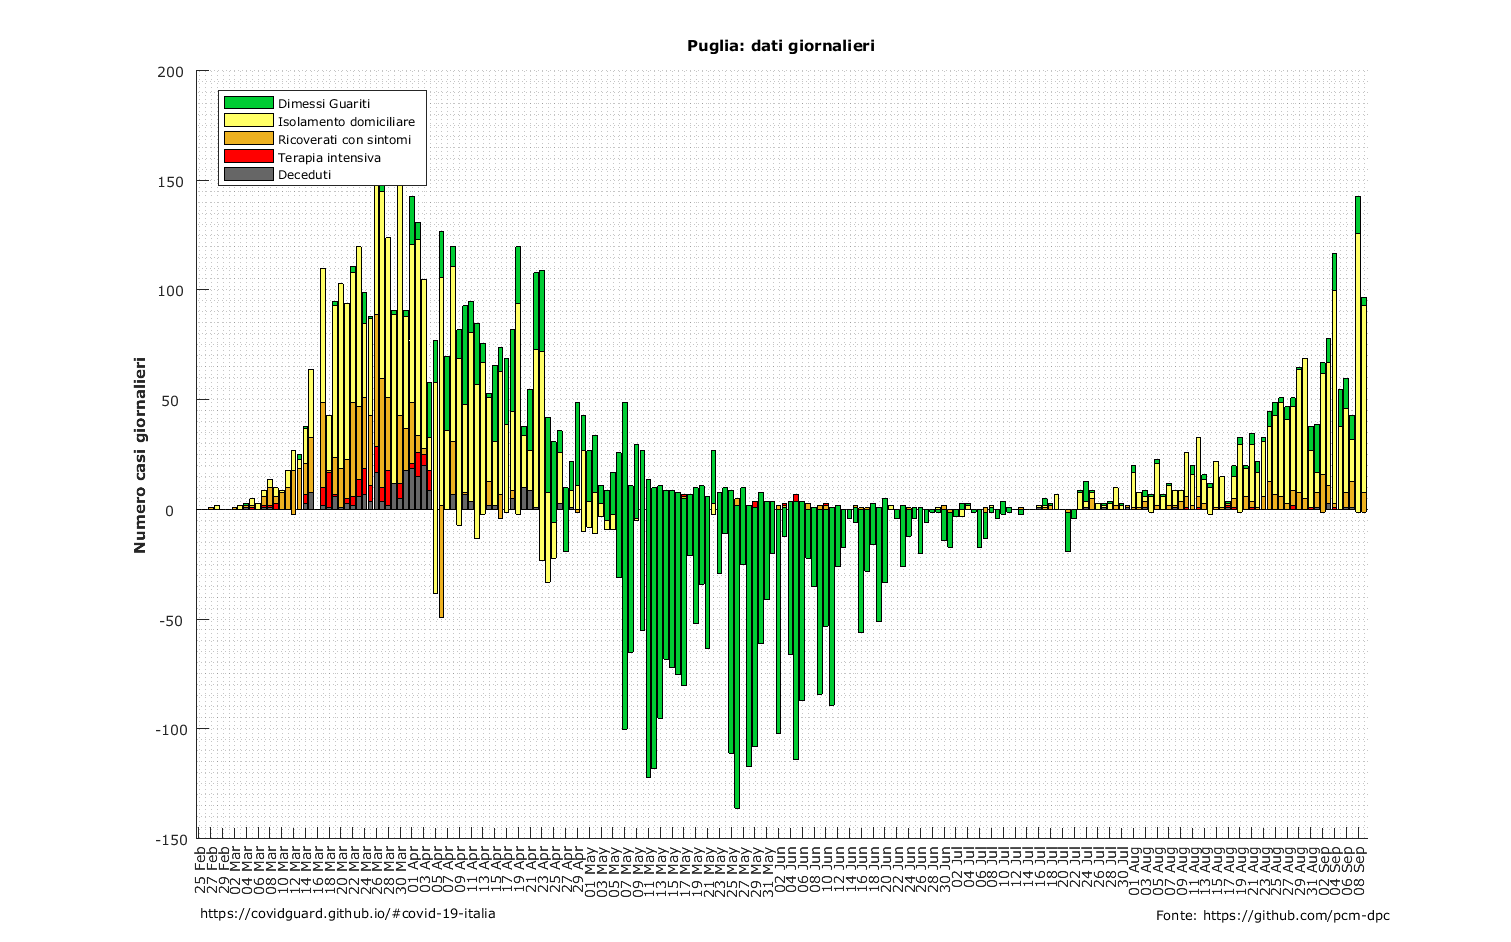 Puglia: dati giornalieri
200
150
100
50
0
-50
-100
-150
Numero casi giornalieri
Dimessi Guariti
Isolamento domiciliare
Ricoverati con sintomi
Terapia intensiva
Deceduti
25 Feb
27 Feb
29 Feb
02 Mar
04 Mar
06 Mar
08 Mar
10 Mar
12 Mar
14 Mar
16 Mar
18 Mar
20 Mar
22 Mar
24 Mar
26 Mar
28 Mar
30 Mar
01 Apr
03 Apr
05 Apr
07 Apr
09 Apr
11 Apr
13 Apr
15 Apr
17 Apr
19 Apr
21 Apr
23 Apr
25 Apr
27 Apr
29 Apr
01 May
03 May
05 May
07 May
09 May
11 May
13 May
15 May
17 May
19 May
21 May
23 May
25 May
27 May
29 May
31 May
02 Jun
04 Jun
06 Jun
08 Jun
10 Jun
12 Jun
14 Jun
16 Jun
18 Jun
20 Jun
22 Jun
24 Jun
26 Jun
28 Jun
30 Jun
02 Jul
04 Jul
06 Jul
08 Jul
10 Jul
12 Jul
14 Jul
16 Jul
18 Jul
20 Jul
22 Jul
24 Jul
26 Jul
28 Jul
30 Jul
01 Aug
03 Aug
05 Aug
07 Aug
09 Aug
11 Aug
13 Aug
15 Aug
17 Aug
19 Aug
21 Aug
23 Aug
25 Aug
27 Aug
29 Aug
31 Aug
02 Sep
04 Sep
06 Sep
08 Sep
https://covidguard.github.io/#covid-19-italia
Fonte: https://github.com/pcm-dpc